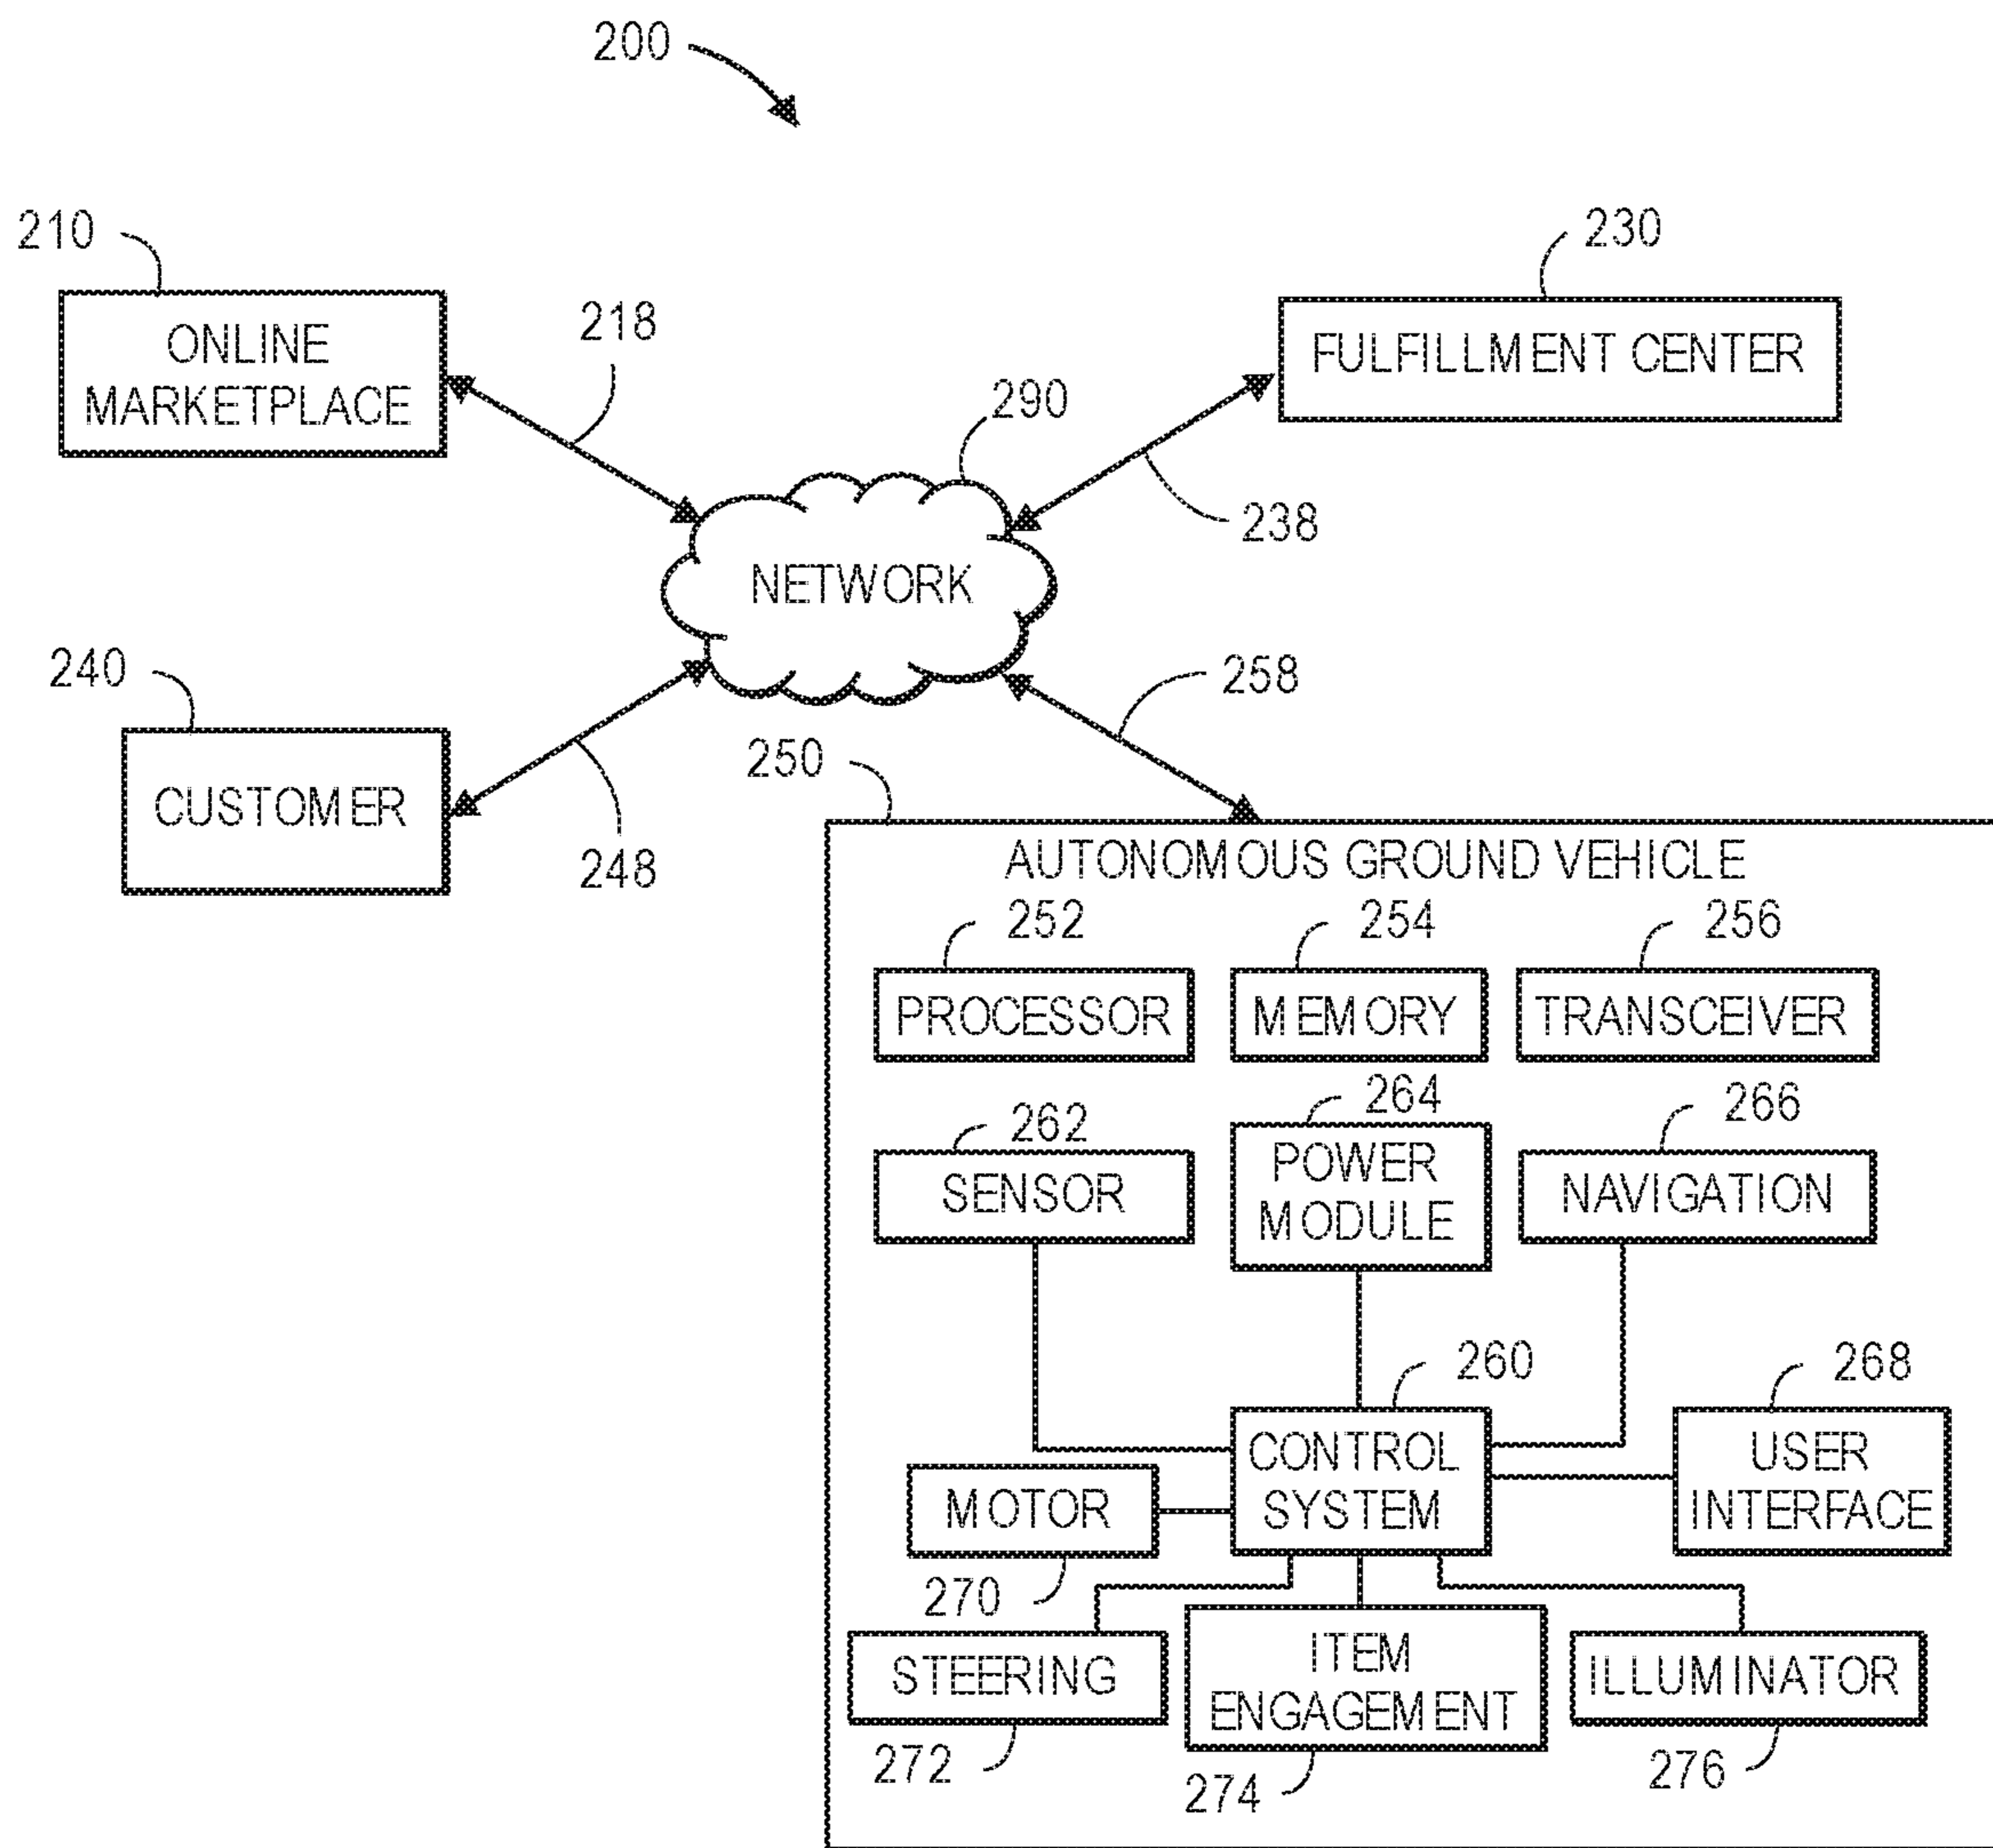 200
210
230
ONLINE
MARKETPLACE
218
FULFILLMENT CENTER
290
238
NETWORK
240
258
CUSTOMER
248
250
AUTONOMOUS GROUND VEHICLE
252
254
256
PROCESSOR
MEMORY
TRANSCEIVER
262
264
266
SENSOR
POWER
MODULE
NAVIGATION
260
268
CONTROL
SYSTEM
USER
INTERFACE
MOTOR
270
STEERING
ITEM
ENGAGEMENT
ILLUMINATOR
272
274
276